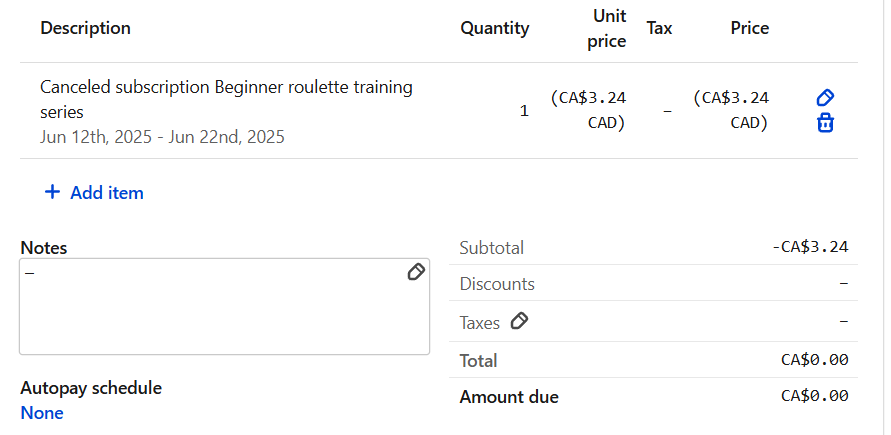 Description Quantity Unit price Tax Price
Canceled subscription Beginner roulette training
series
Jun 12th, 2025 - Jun 22nd, 2025
1 (CA$3.24 CAD) – (CA$3.24 CAD)
+ Add item
Notes
–
Subtotal -CA$3.24
Discounts –
Taxes –
Total CA$0.00
Amount due CA$0.00
Autopay schedule
None